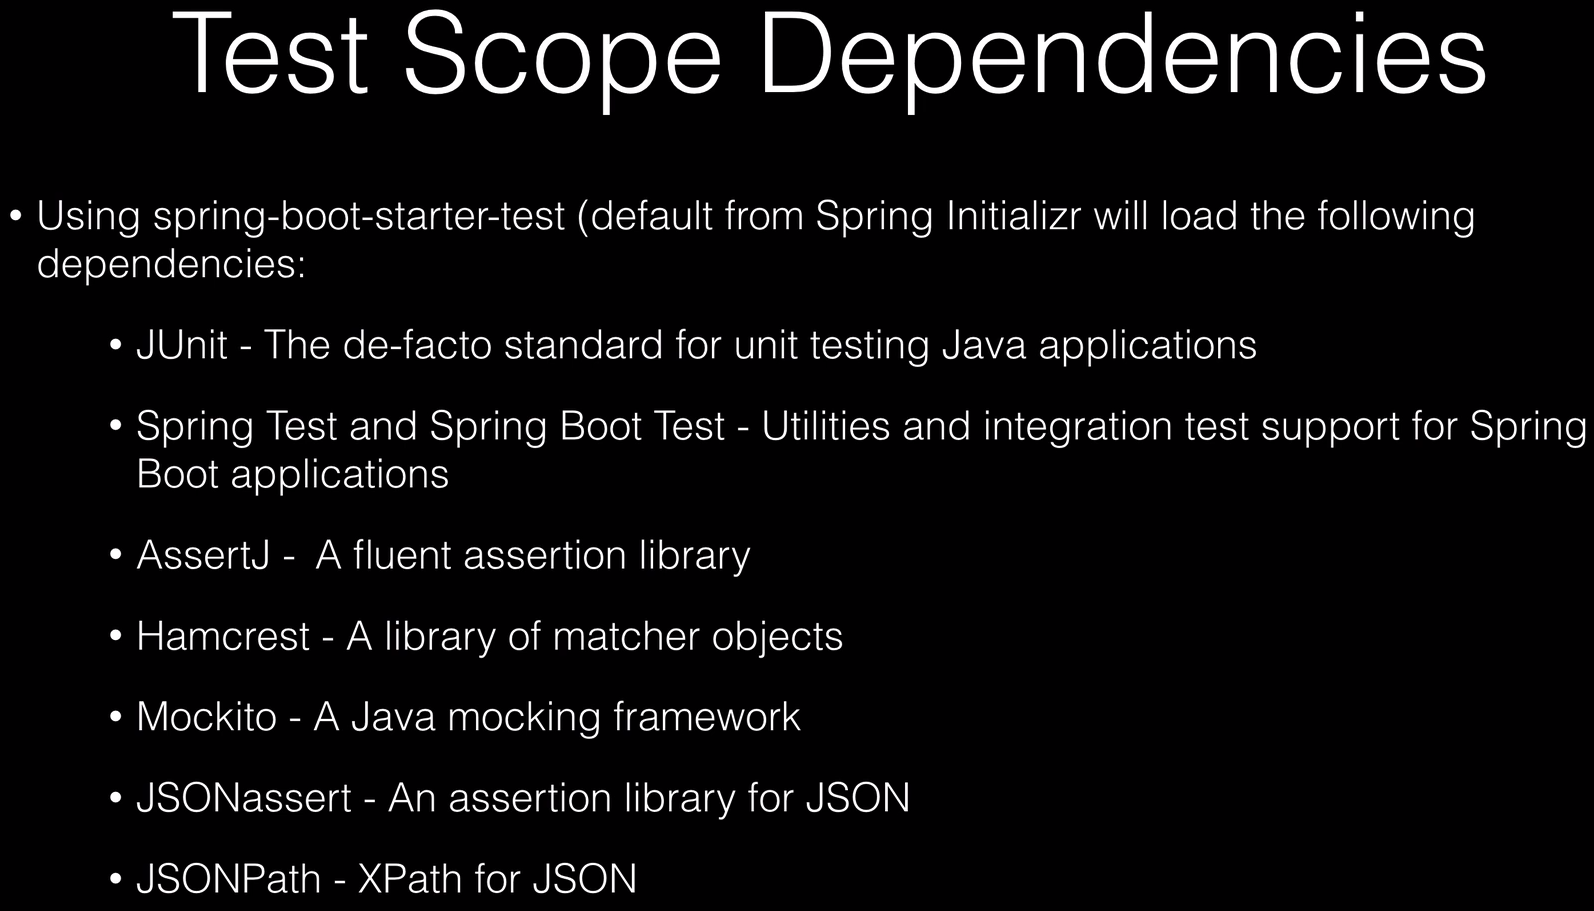 Test Scope Dependencies
• Using spring-boot-starter-test (default from Spring Initializr will load the following
dependencies:
• JUnit - The de-facto standard for unit testing Java applications
• Spring Test and Spring Boot Test - Utilities and integration test support for Spring
Boot applications
• AssertJ -  A fluent assertion library
• Hamcrest - A library of matcher objects
• Mockito - A Java mocking framework
• JSONassert - An assertion library for JSON
• JSONPath - XPath for JSON